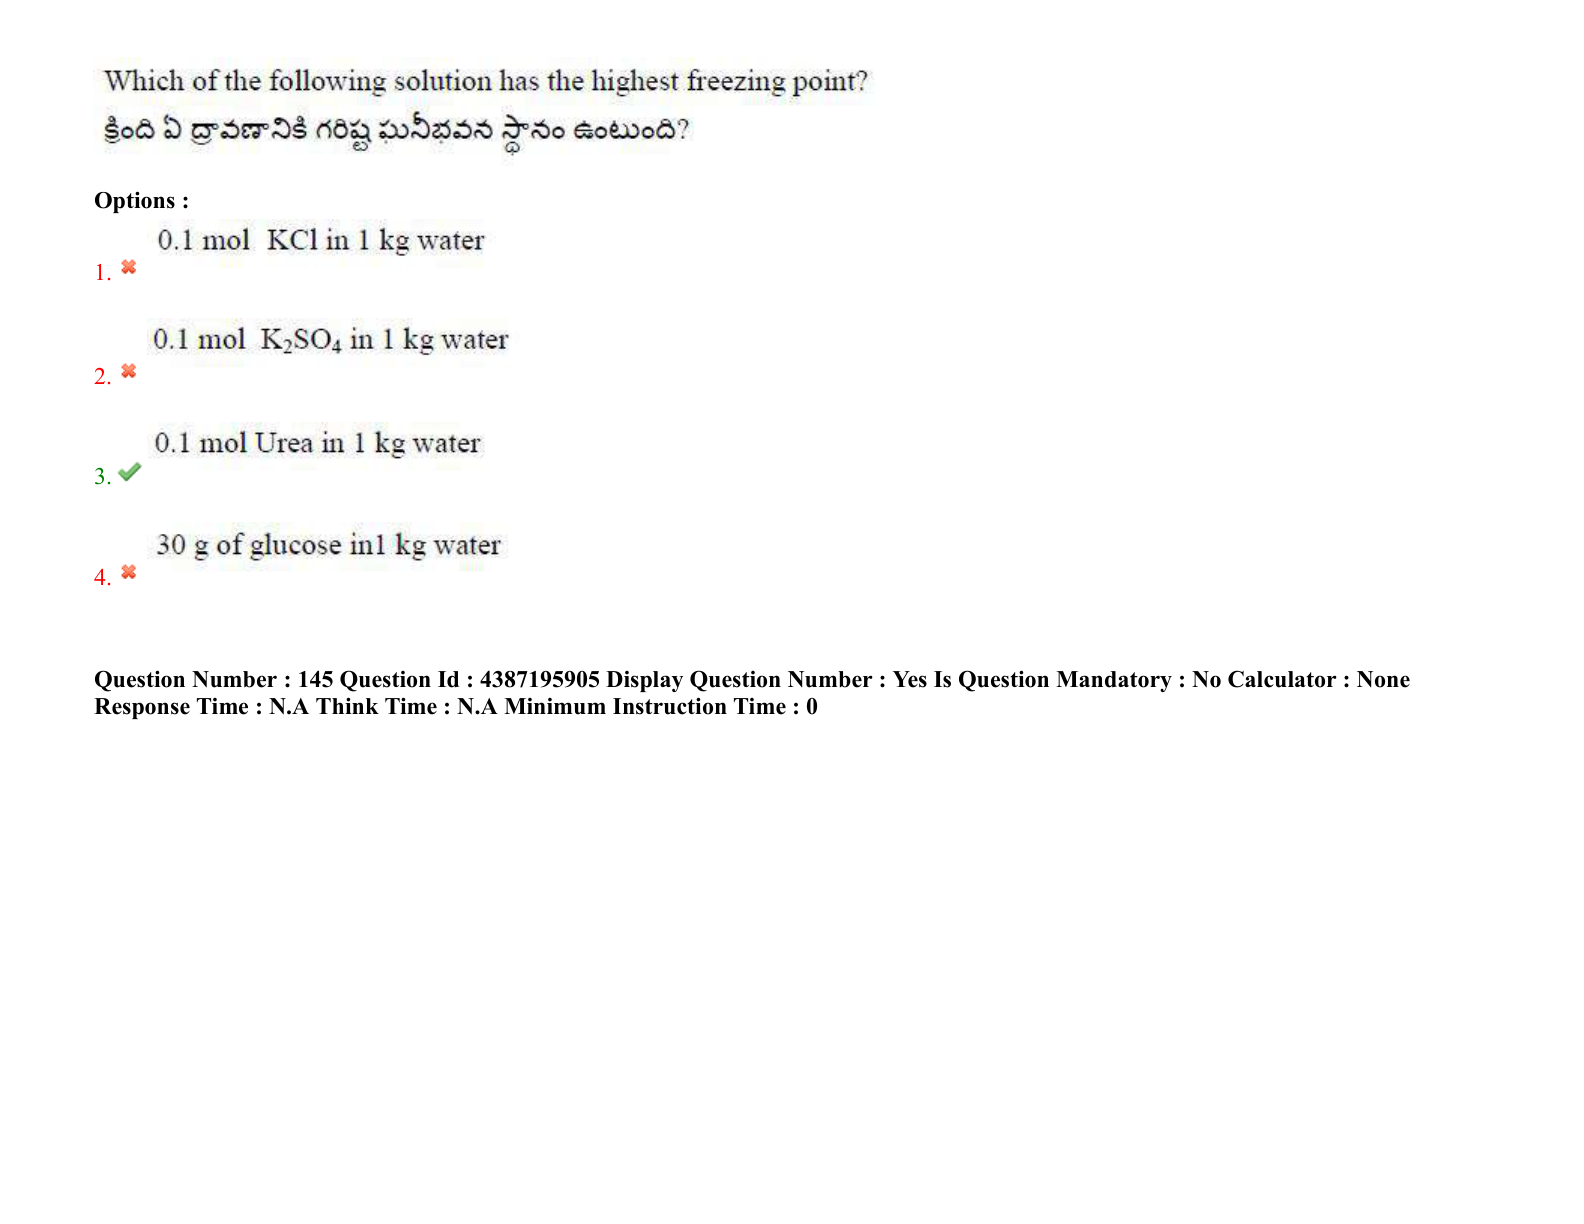 Which of the following solution has the highest freezing point?
క్రింది ఏ ద్రావణానికి గరిష్ట ఘనీభవన స్థానం ఉంటుంది?
Options :
0.1 mol  KCl in 1 kg water
1.
0.1 mol  K₂SO₄ in 1 kg water
2.
0.1 mol Urea in 1 kg water
3.
30 g of glucose in1 kg water
4.
Question Number : 145 Question Id : 4387195905 Display Question Number : Yes Is Question Mandatory : No Calculator : None
Response Time : N.A Think Time : N.A Minimum Instruction Time : 0